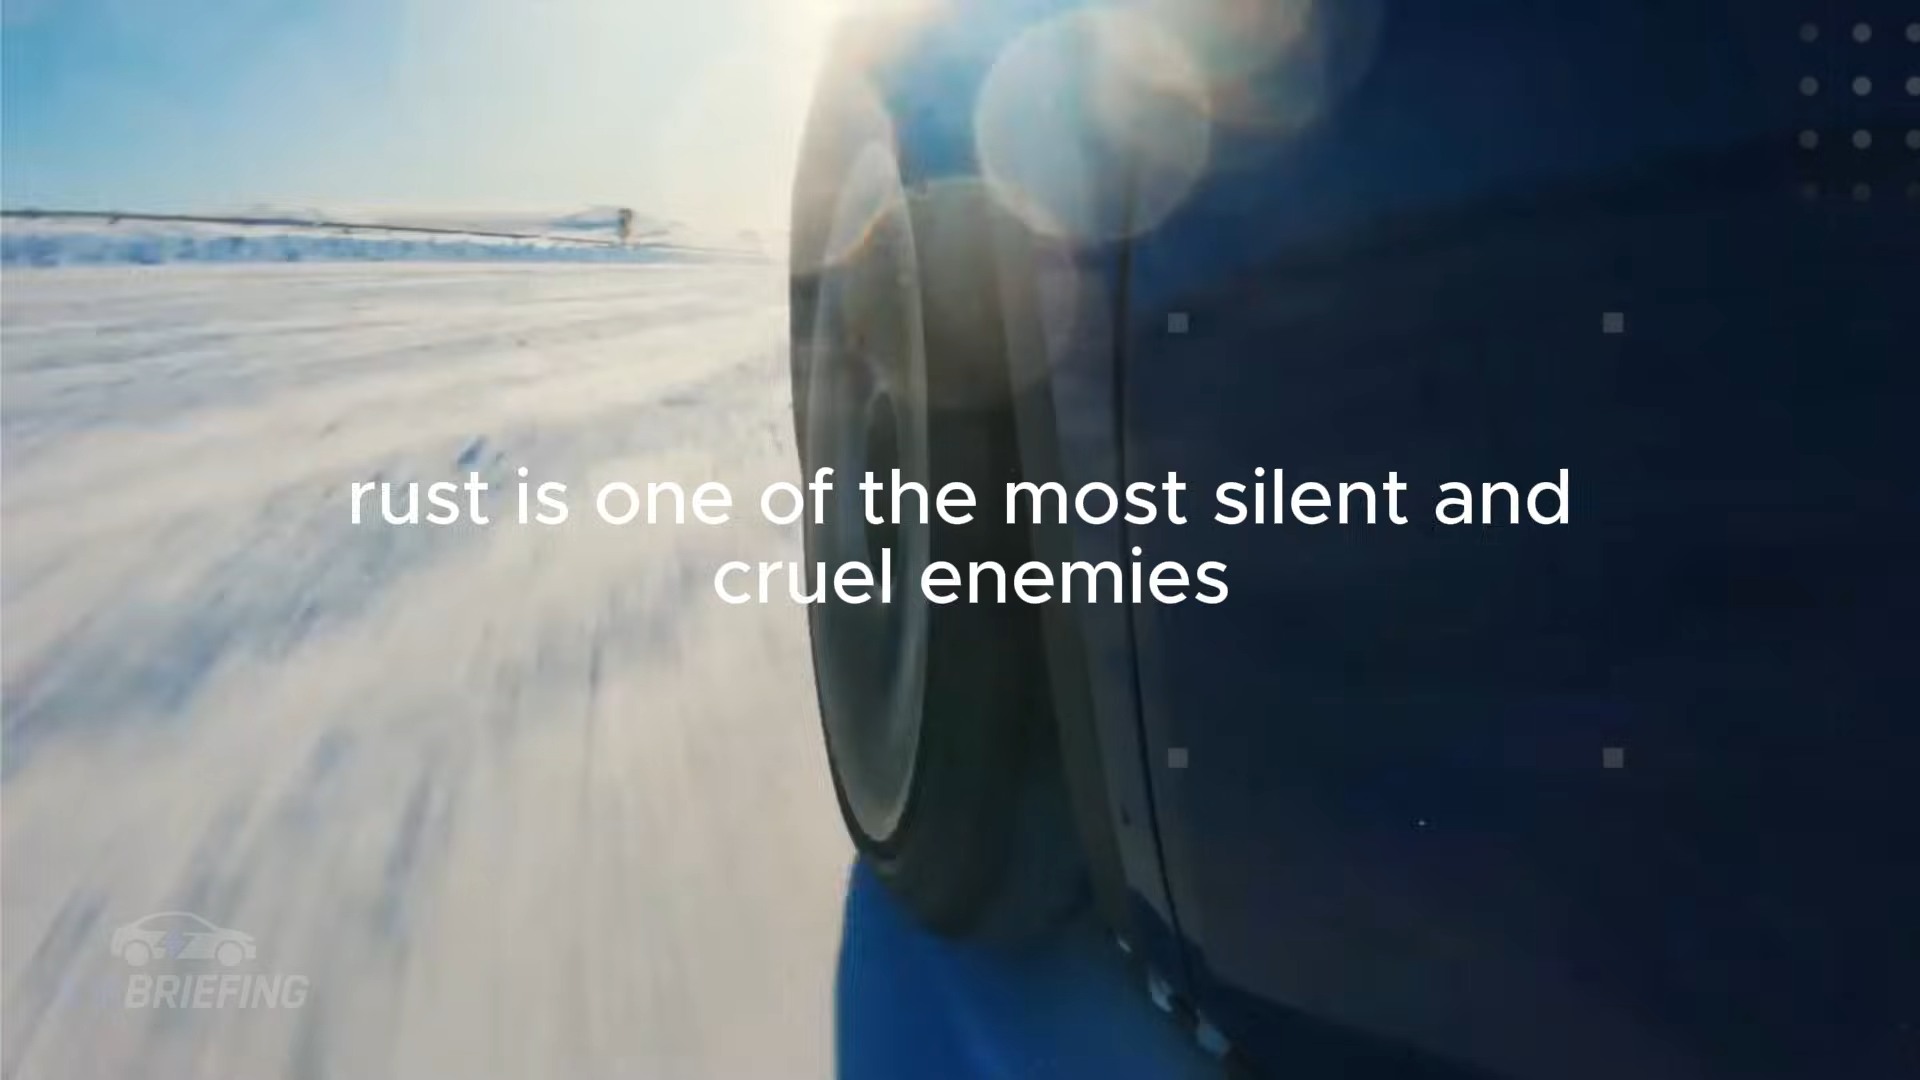 rust is one of the most silent and
cruel enemies
BRIEFING